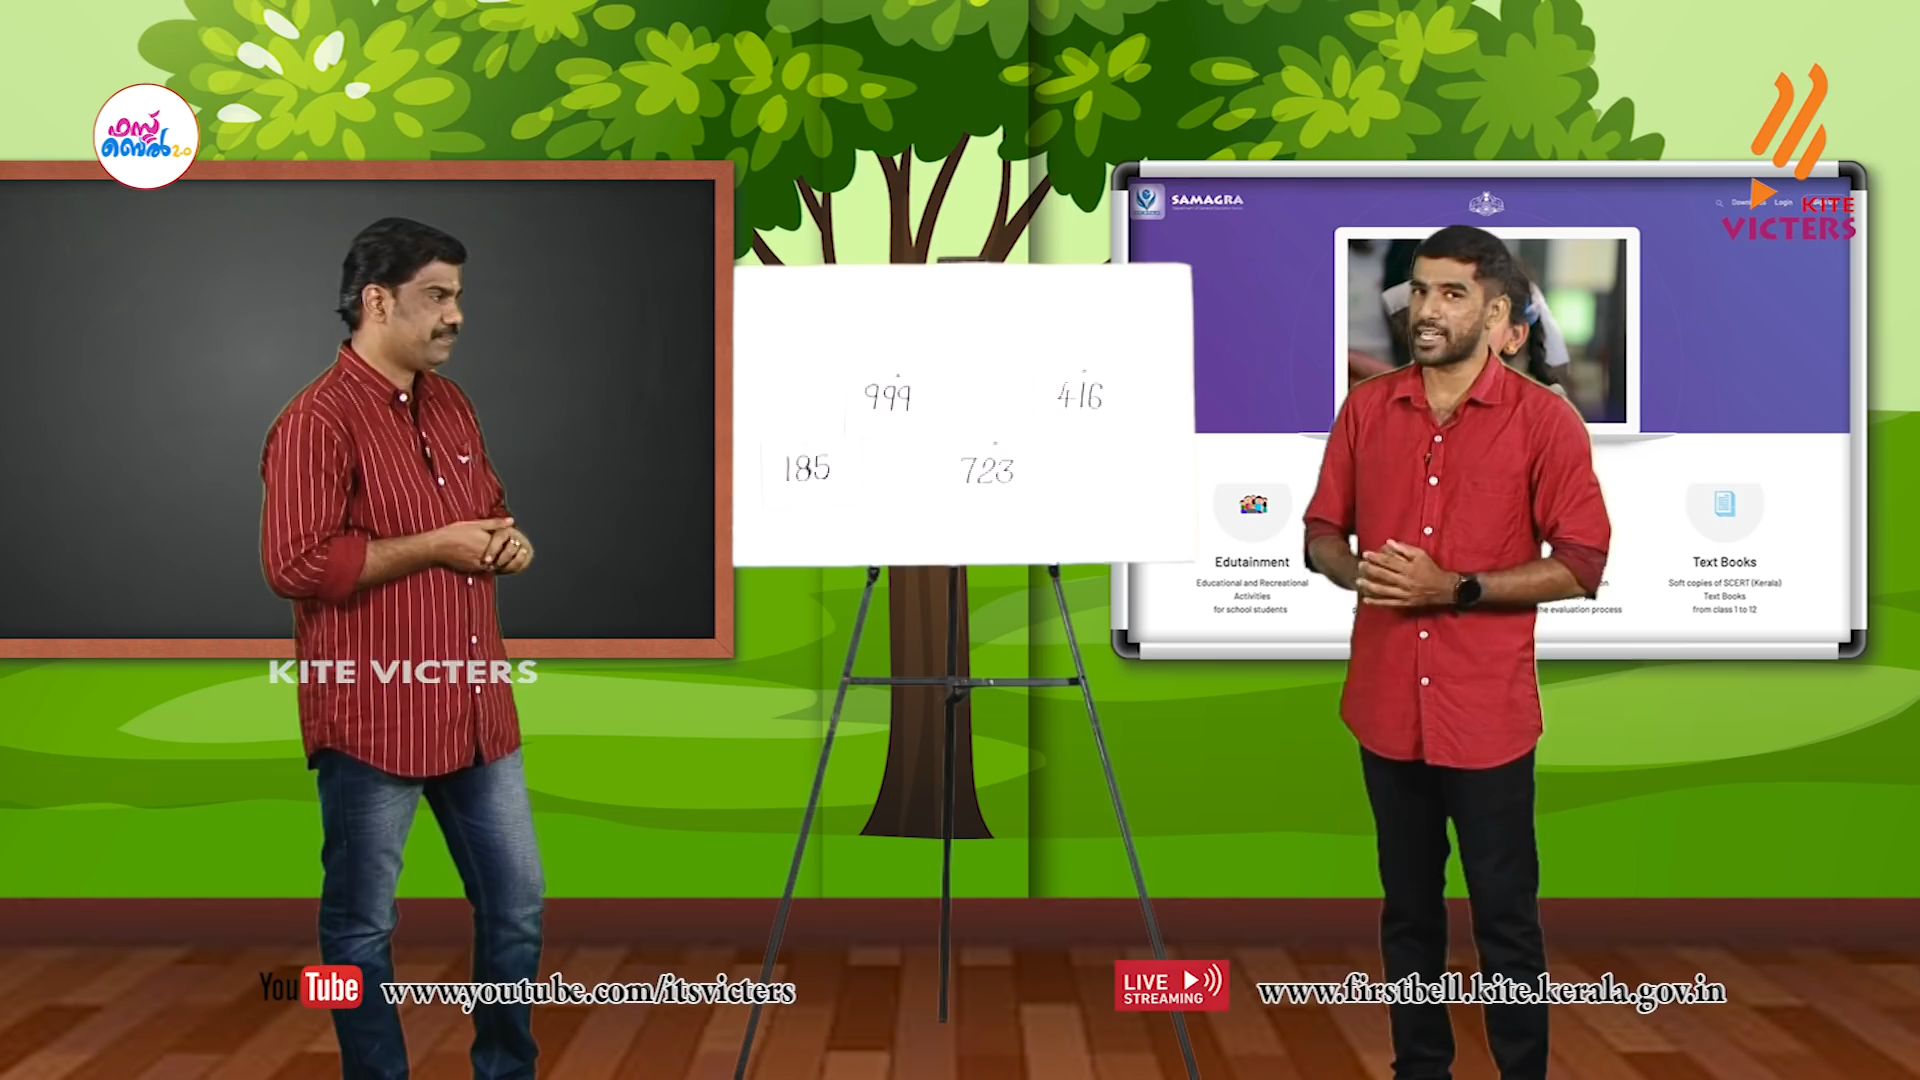 ഫസ്റ്റ്
ബെൽ 2.0
SAMAGRA
Login
KITE
VICTERS
999
416
185
723
Edutainment
Educational and Recreational
Activities
for school students
the evaluation process
Text Books
Soft copies of SCERT (Kerala)
Text Books
from class 1 to 12
KITE VICTERS
YouTube www.youtube.com/itsvicters
LIVE
STREAMING
www.firstbell.kite.kerala.gov.in